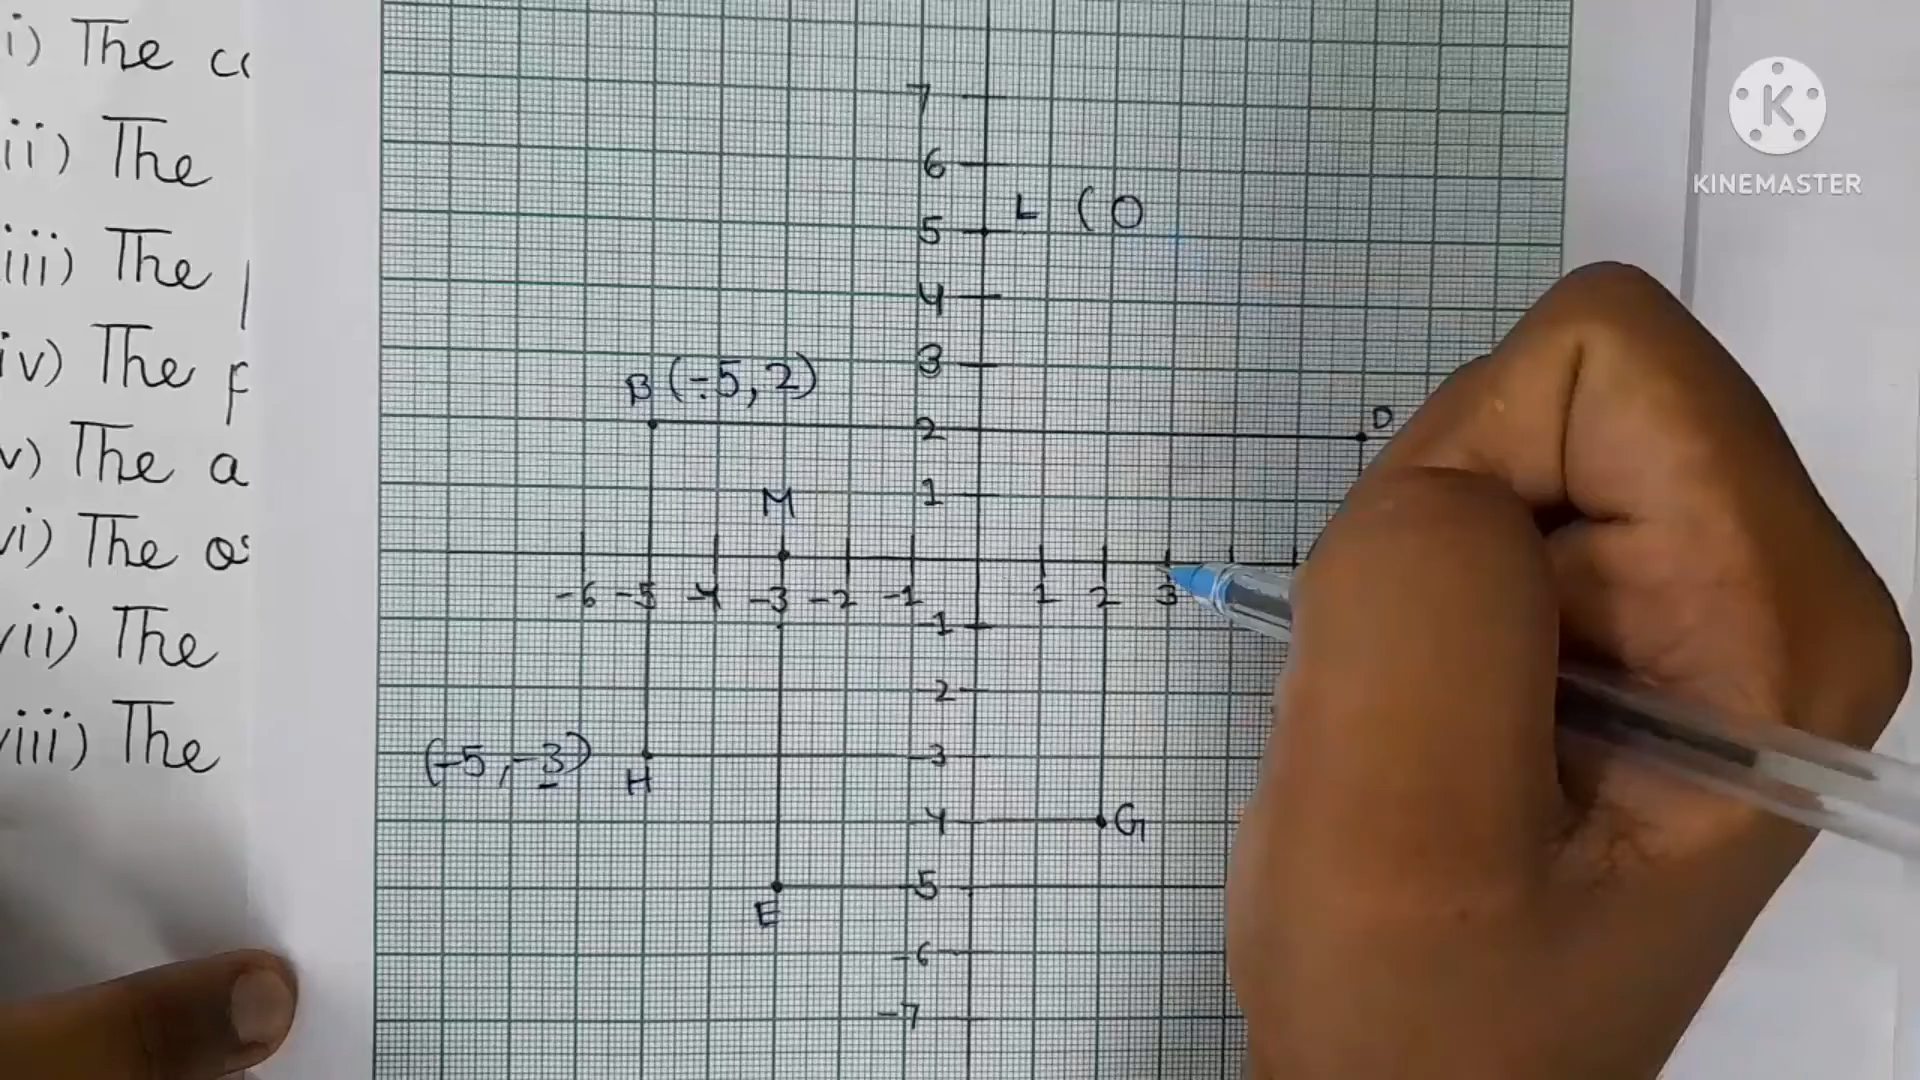 i) The
ii) The
iii) The
iv) The
v) The a
vi) The
vii) The
viii) The
K
KINEMASTER
7
6
L (0
5
4
3
B (-5, 2)
2
D
1
M
-6 -5 -4 -3 -2 -1 1 2 3
-1
-2
(-5, -3)
H
-3
-4
G
-5
E
-6
-7